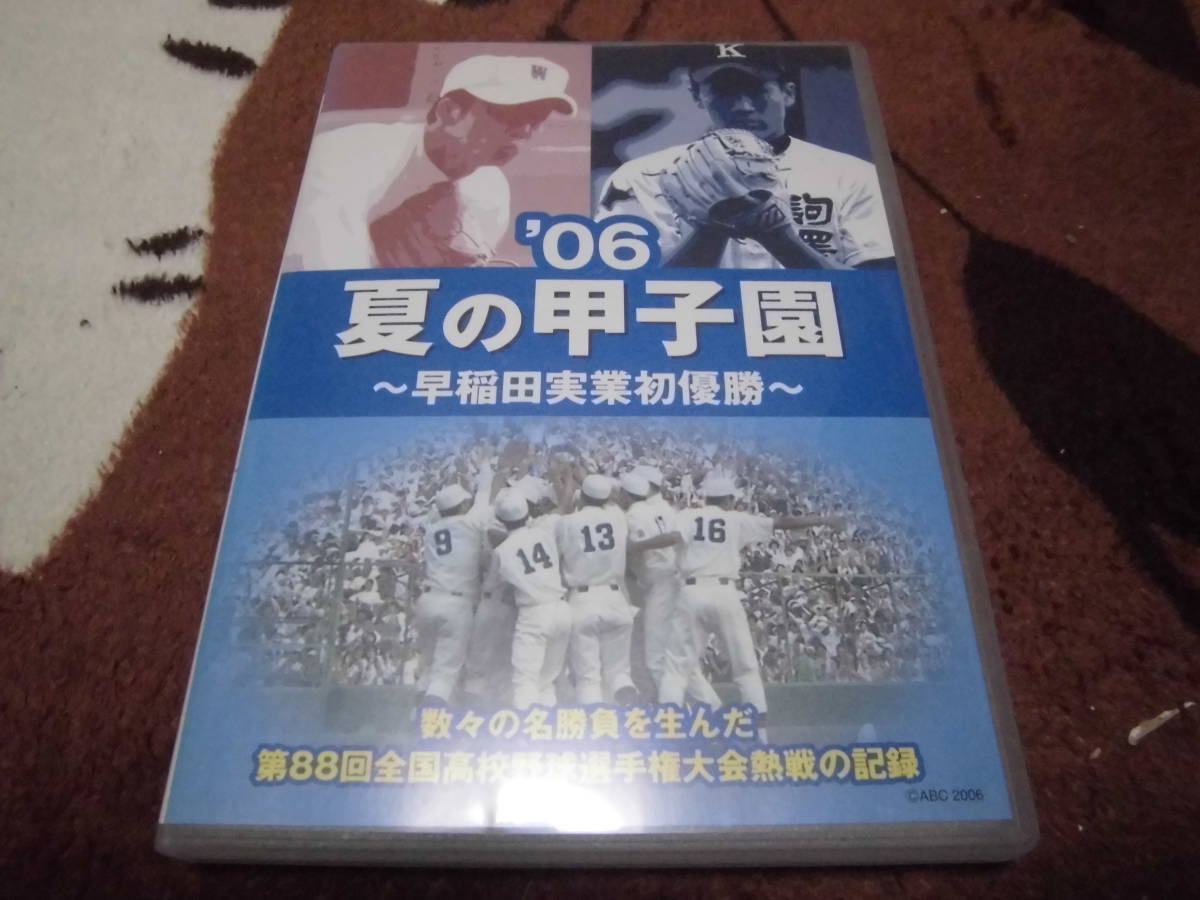 W
K
駒澤
'06
夏の甲子園
～早稲田実業初優勝～
9
14
13
16
数々の名勝負を生んだ
第88回全国高校野球選手権大会熱戦の記録
©ABC 2006